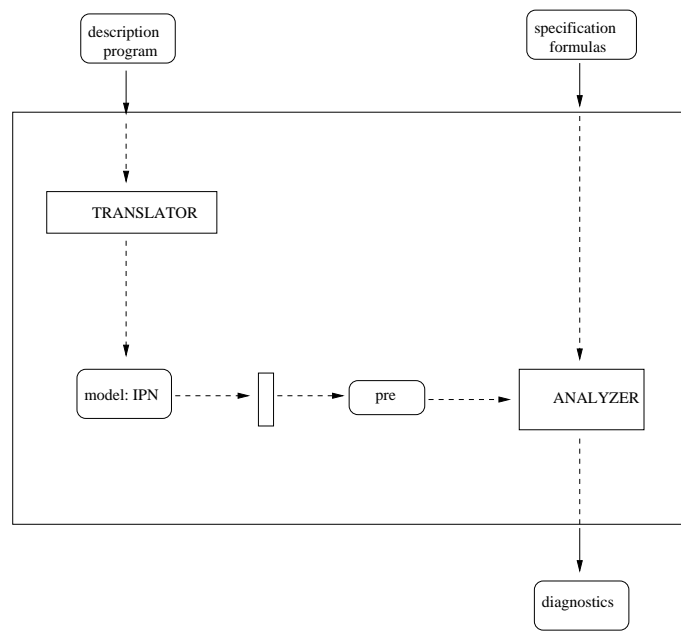 description
program
specification
formulas
TRANSLATOR
model: IPN
pre
ANALYZER
diagnostics